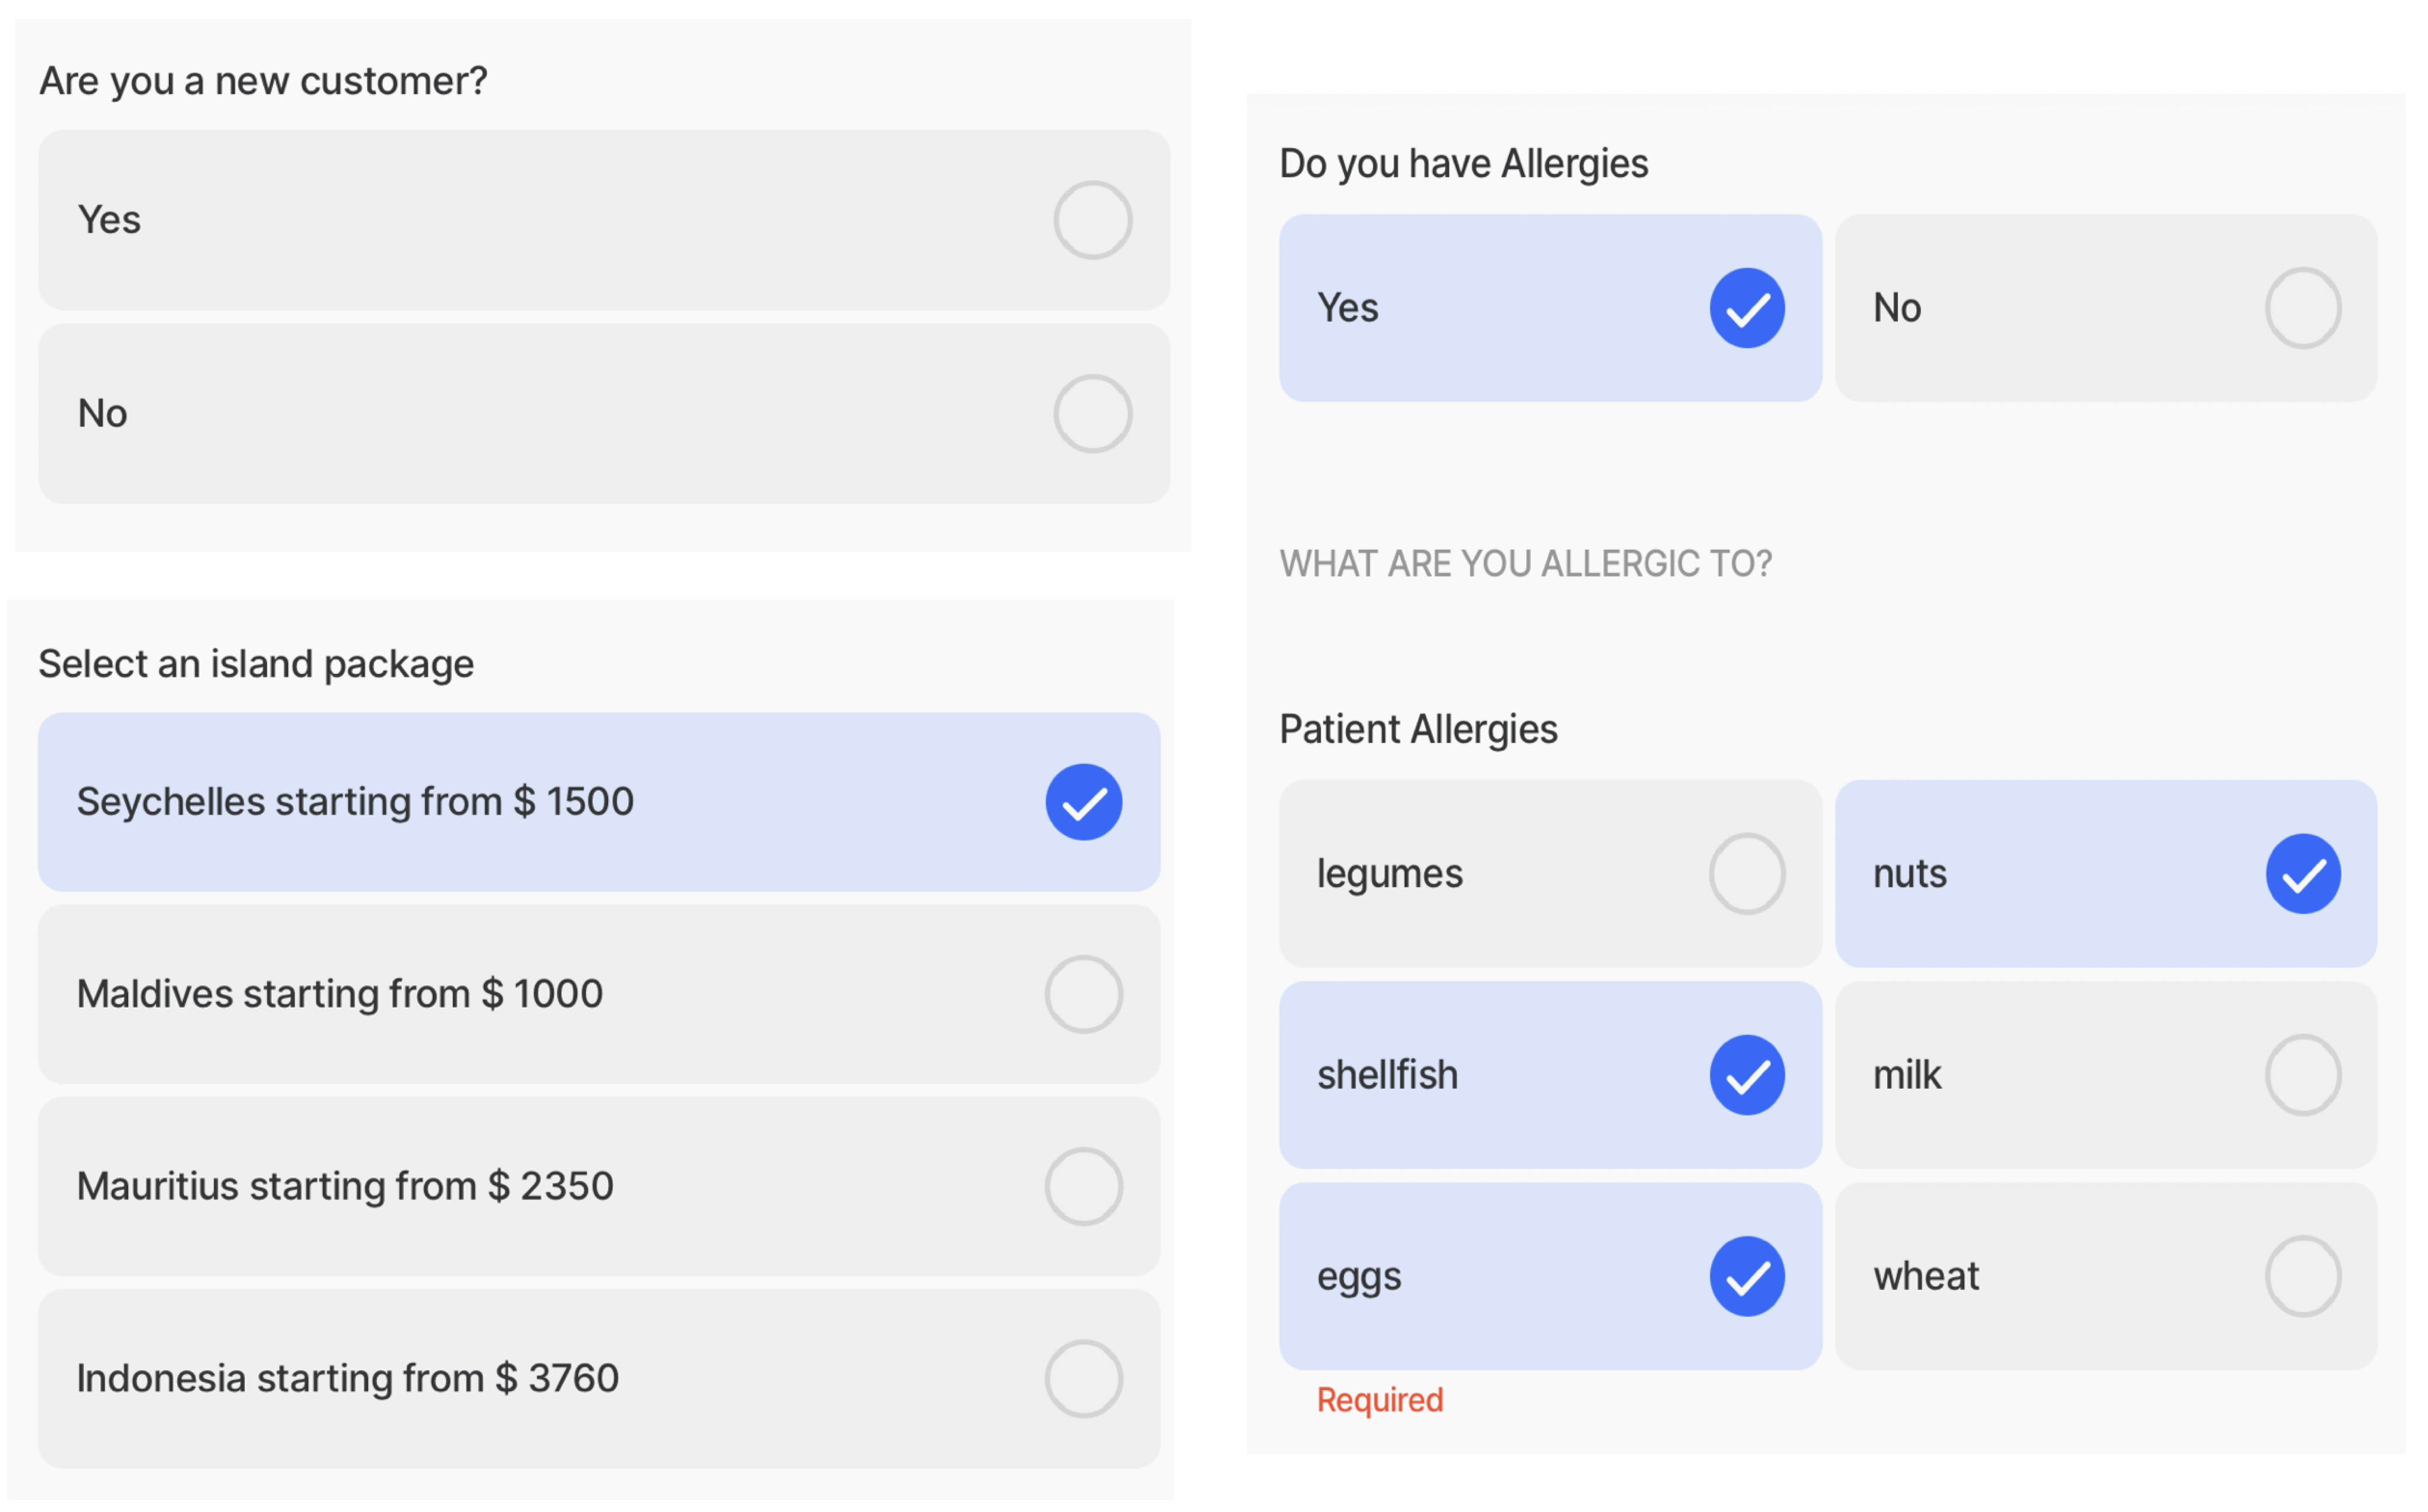 Are you a new customer?
Yes
No
Select an island package
Seychelles starting from $ 1500
Maldives starting from $ 1000
Mauritius starting from $ 2350
Indonesia starting from $ 3760
Do you have Allergies
Yes
No
WHAT ARE YOU ALLERGIC TO?
Patient Allergies
legumes
nuts
shellfish
milk
eggs
wheat
Required